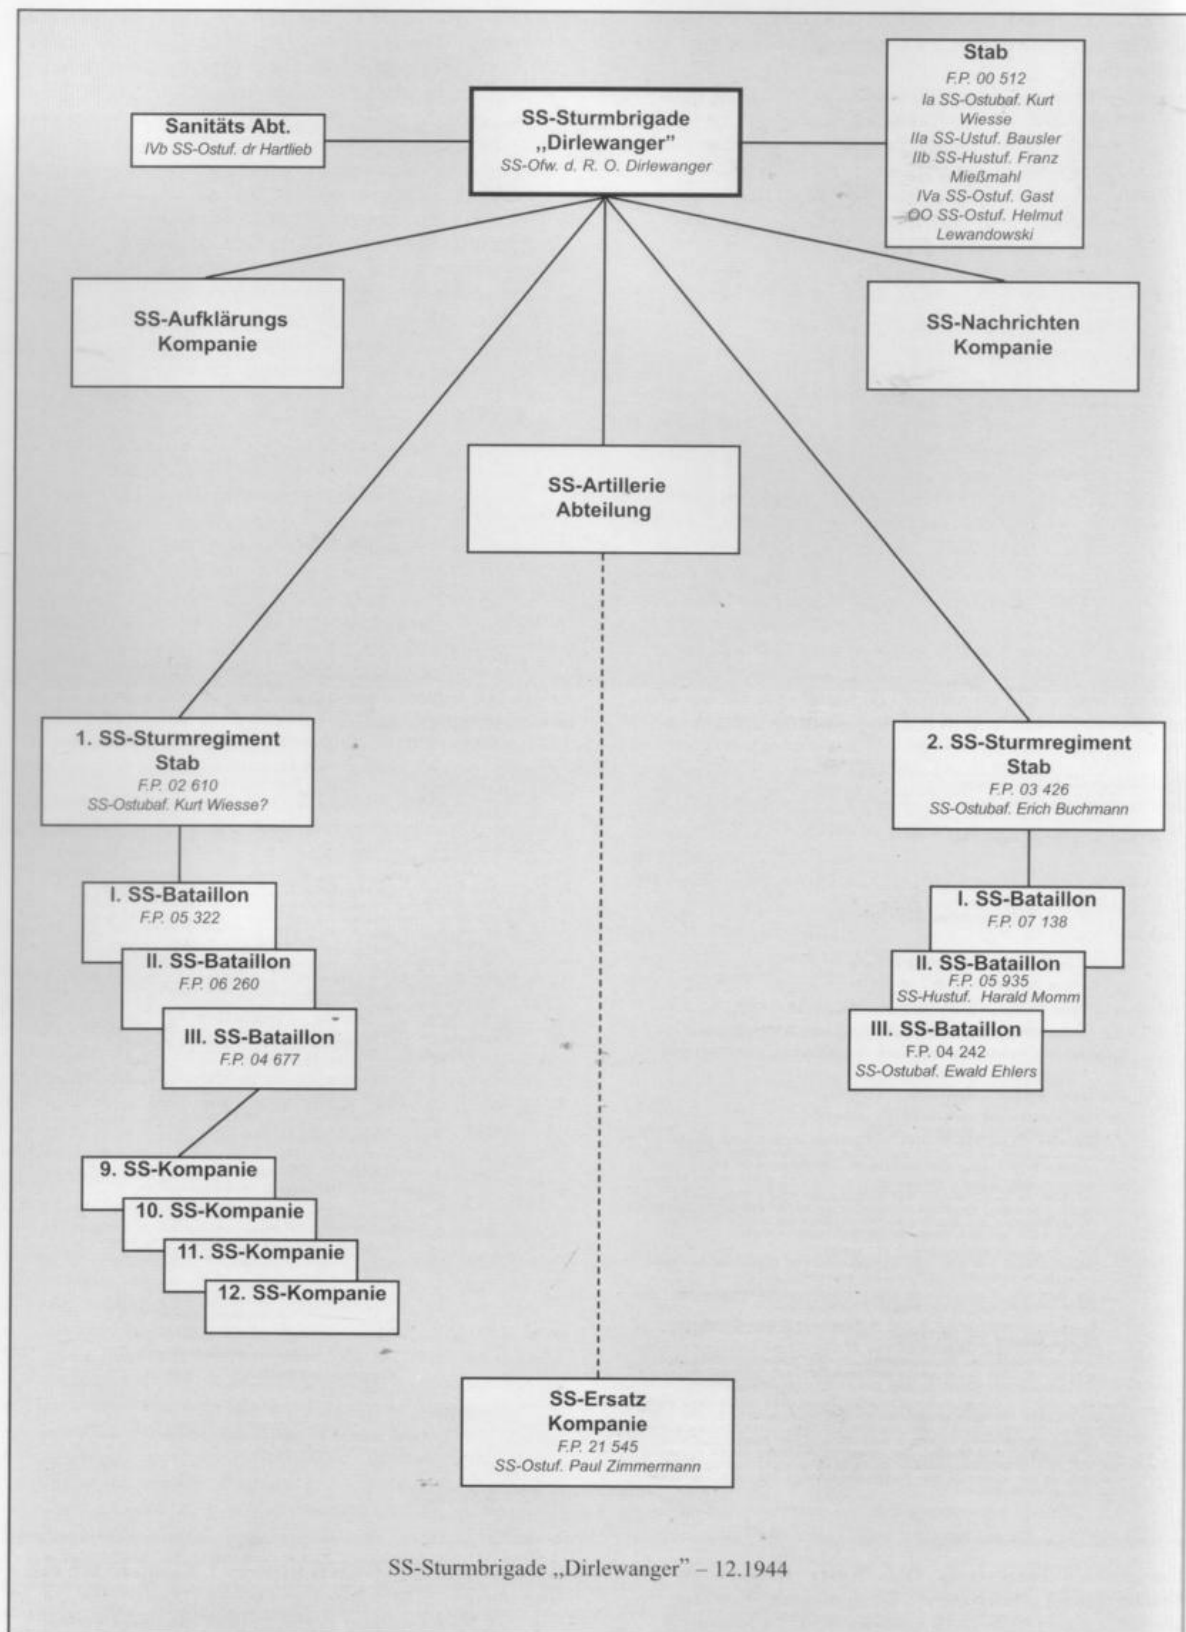 Stab
F.P. 00 512
Ia SS-Ostubaf. Kurt
Wiesse
IIa SS-Ustuf. Bausler
IIb SS-Hustuf. Franz
Mießmahl
IVa SS-Ostuf. Gast
OO SS-Ostuf. Helmut
Lewandowski
Sanitäts Abt.
IVb SS-Ostuf. dr Hartlieb
SS-Sturmbrigade
„Dirlewanger”
SS-Ofw. d. R. O. Dirlewanger
SS-Aufklärungs
Kompanie
SS-Nachrichten
Kompanie
SS-Artillerie
Abteilung
1. SS-Sturmregiment
Stab
F.P. 02 610
SS-Ostubaf. Kurt Wiesse?
2. SS-Sturmregiment
Stab
F.P. 03 426
SS-Ostubaf. Erich Buchmann
I. SS-Bataillon
F.P. 05 322
II. SS-Bataillon
F.P. 06 260
III. SS-Bataillon
F.P. 04 677
I. SS-Bataillon
F.P. 07 138
II. SS-Bataillon
F.P. 05 935
SS-Hustuf. Harald Momm
III. SS-Bataillon
F.P. 04 242
SS-Ostubaf. Ewald Ehlers
9. SS-Kompanie
10. SS-Kompanie
11. SS-Kompanie
12. SS-Kompanie
SS-Ersatz
Kompanie
F.P. 21 545
SS-Ostuf. Paul Zimmermann
SS-Sturmbrigade „Dirlewanger” – 12.1944